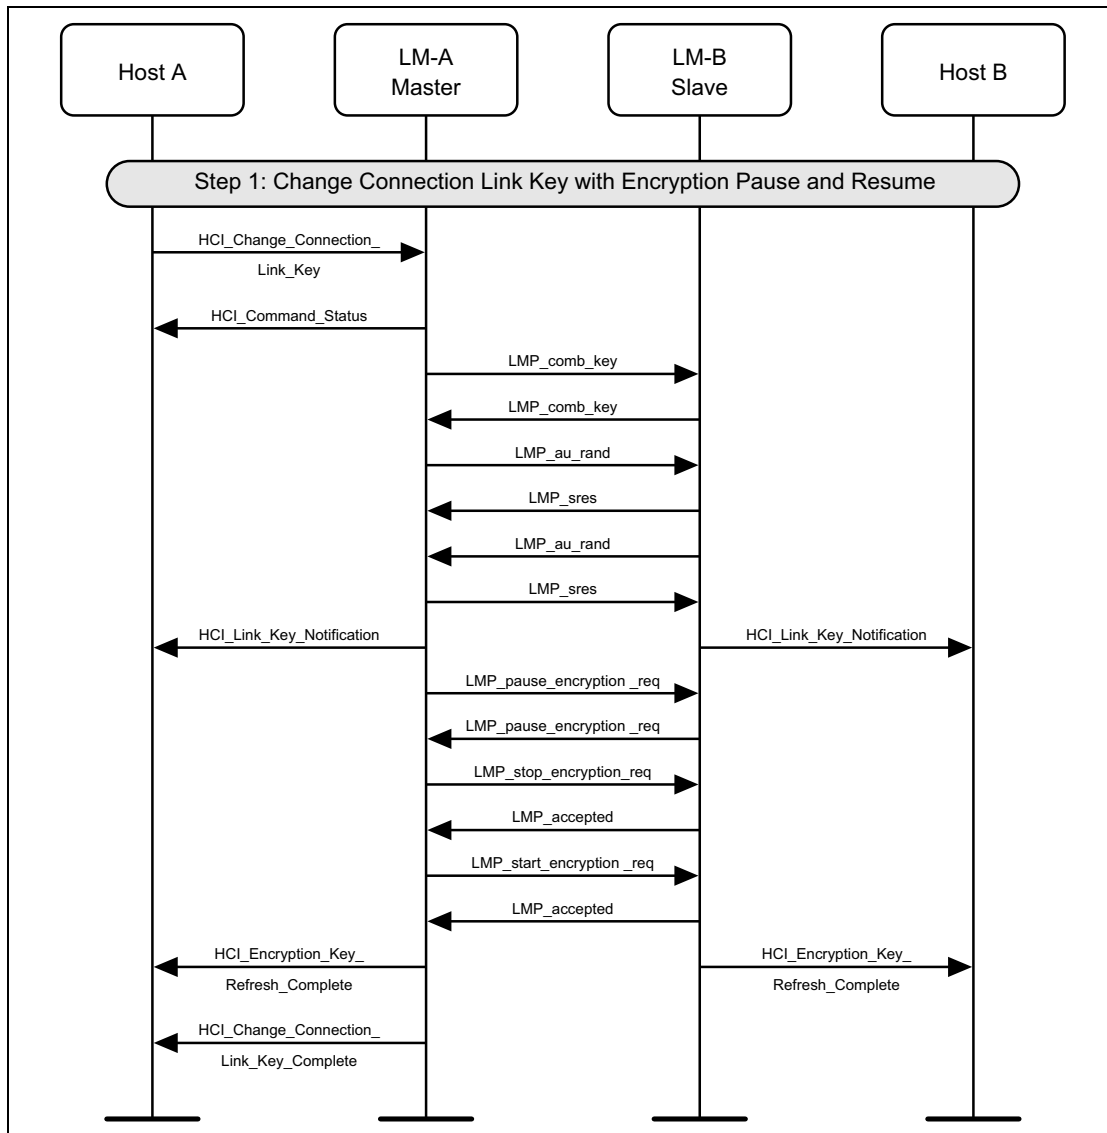 Host A
LM-A
Master
LM-B
Slave
Host B
Step 1: Change Connection Link Key with Encryption Pause and Resume
HCI_Change_Connection_
Link_Key
HCI_Command_Status
LMP_comb_key
LMP_comb_key
LMP_au_rand
LMP_sres
LMP_au_rand
LMP_sres
HCI_Link_Key_Notification
HCI_Link_Key_Notification
LMP_pause_encryption _req
LMP_pause_encryption _req
LMP_stop_encryption_req
LMP_accepted
LMP_start_encryption _req
LMP_accepted
HCI_Encryption_Key_
Refresh_Complete
HCI_Encryption_Key_
Refresh_Complete
HCI_Change_Connection_
Link_Key_Complete